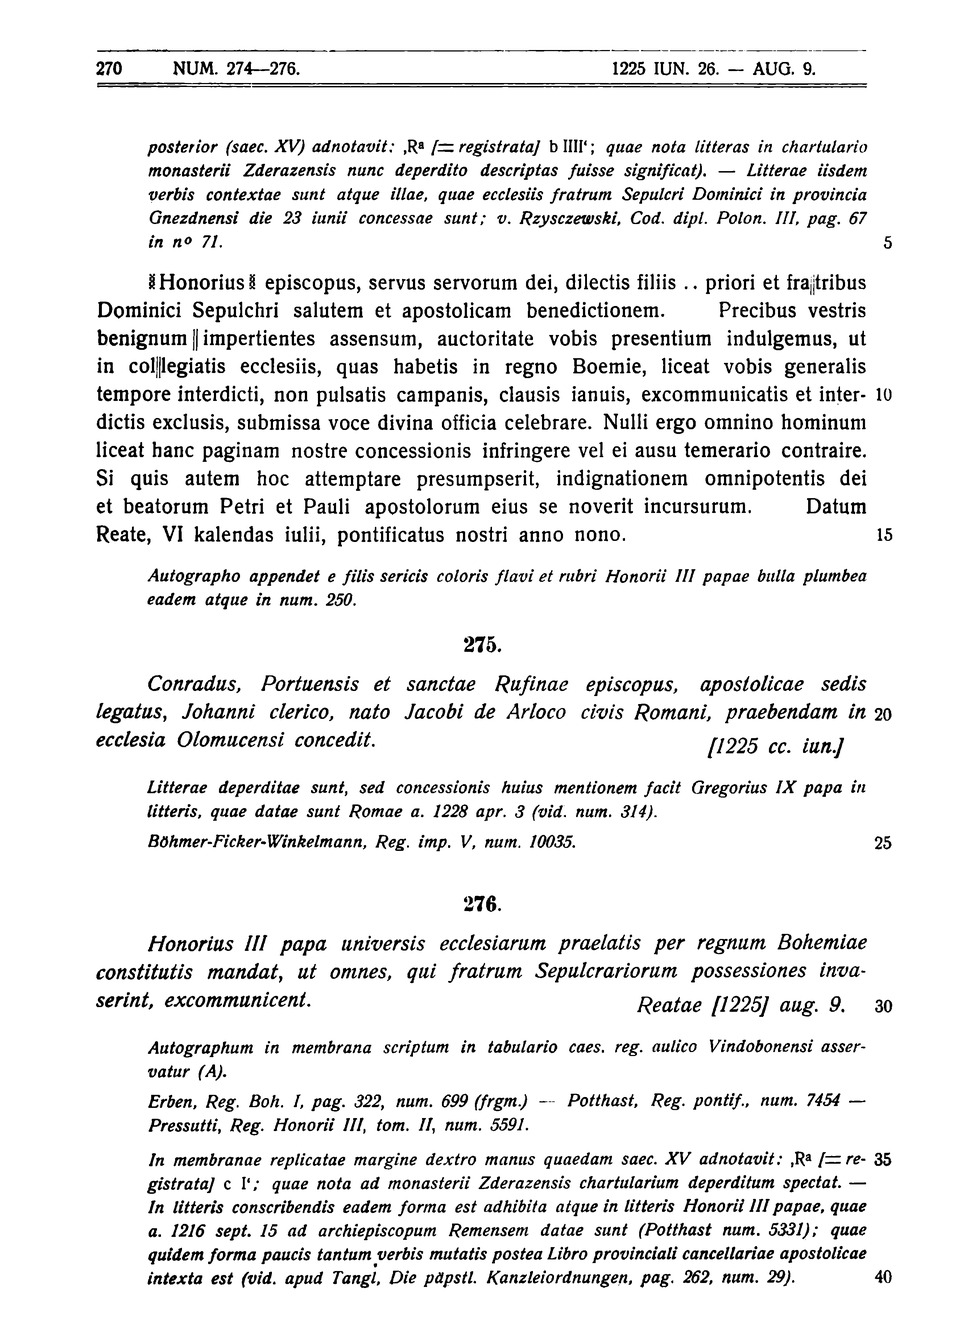 270 NUM. 274—276. 1225 IUN. 26. — AUG. 9.
posterior (saec. XV) adnotavit: ‚Rª [= registrata] b IIII‘; quae nota litteras in chartulario
monasterii Zderazensis nunc deperdito descriptas fuisse significat). — Litterae iisdem
verbis contextae sunt atque illae, quae ecclesiis fratrum Sepulcri Dominici in provincia
Gnezdnensi die 23 iunii concessae sunt; v. Rzysczewski, Cod. dipl. Polon. III, pag. 67
in nº 71. 5
⁞Honorius⁞ episcopus, servus servorum dei, dilectis filiis . . priori et fra||tribus
Dominici Sepulchri salutem et apostolicam benedictionem. Precibus vestris
benignum || impertientes assensum, auctoritate vobis presentium indulgemus, ut
in col||legiatis ecclesiis, quas habetis in regno Boemie, liceat vobis generalis
tempore interdicti, non pulsatis campanis, clausis ianuis, excommunicatis et inter- 10
dictis exclusis, submissa voce divina officia celebrare. Nulli ergo omnino hominum
liceat hanc paginam nostre concessionis infringere vel ei ausu temerario contraire.
Si quis autem hoc attemptare presumpserit, indignationem omnipotentis dei
et beatorum Petri et Pauli apostolorum eius se noverit incursurum. Datum
Reate, VI kalendas iulii, pontificatus nostri anno nono. 15
Autographo appendet e filis sericis coloris flavi et rubri Honorii III papae bulla plumbea
eadem atque in num. 250.
275.
Conradus, Portuensis et sanctae Rufinae episcopus, apostolicae sedis
legatus, Johanni clerico, nato Jacobi de Arloco civis Romani, praebendam in 20
ecclesia Olomucensi concedit. [1225 cc. iun.]
Litterae deperditae sunt, sed concessionis huius mentionem facit Gregorius IX papa in
litteris, quae datae sunt Romae a. 1228 apr. 3 (vid. num. 314).
Böhmer-Ficker-Winkelmann, Reg. imp. V, num. 10035. 25
276.
Honorius III papa universis ecclesiarum praelatis per regnum Bohemiae
constitutis mandat, ut omnes, qui fratrum Sepulcrariorum possessiones inva-
serint, excommunicent. Reatae [1225] aug. 9. 30
Autographum in membrana scriptum in tabulario caes. reg. aulico Vindobonensi asser-
vatur (A).
Erben, Reg. Boh. I, pag. 322, num. 699 (frgm.) — Potthast, Reg. pontif., num. 7454 —
Pressutti, Reg. Honorii III, tom. II, num. 5591.
In membranae replicatae margine dextro manus quaedam saec. XV adnotavit: ‚Rª [= re- 35
gistrata] c I‘; quae nota ad monasterii Zderazensis chartularium deperditum spectat. —
In litteris conscribendis eadem forma est adhibita atque in litteris Honorii III papae, quae
a. 1216 sept. 15 ad archiepiscopum Remensem datae sunt (Potthast num. 5331); quae
quidem forma paucis tantum verbis mutatis postea Libro provinciali cancellariae apostolicae
intexta est (vid. apud Tangl, Die päpstl. Kanzleiordnungen, pag. 262, num. 29). 40